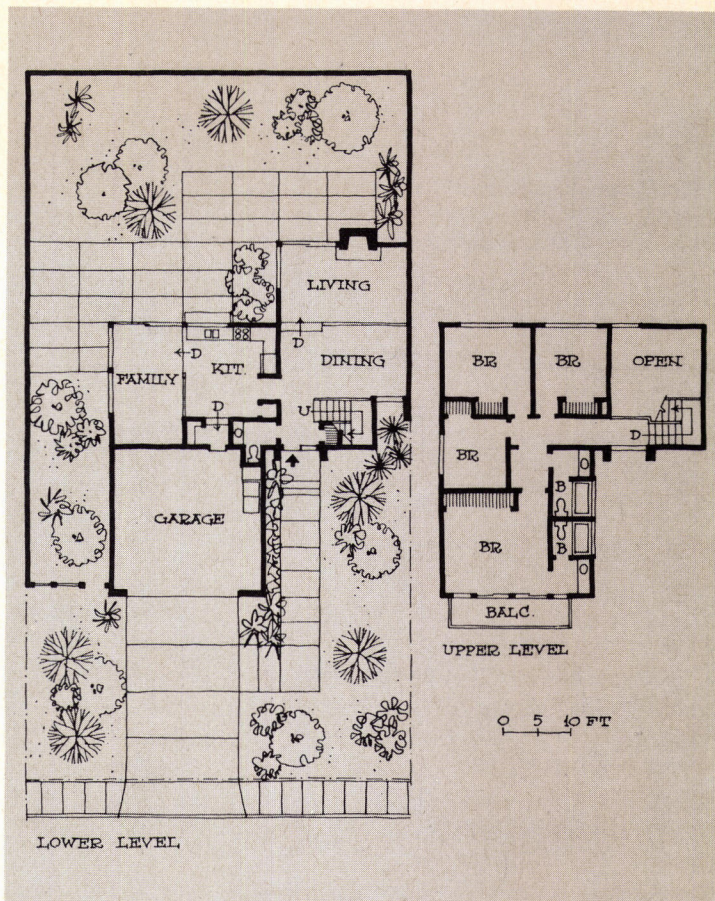 LIVING
D
DINING
KIT.
D
FAMILY
D
U
GARAGE
LOWER LEVEL
BR
BR
OPEN
BR
D
B
B
BR
BALC.
UPPER LEVEL
0 5 10 FT